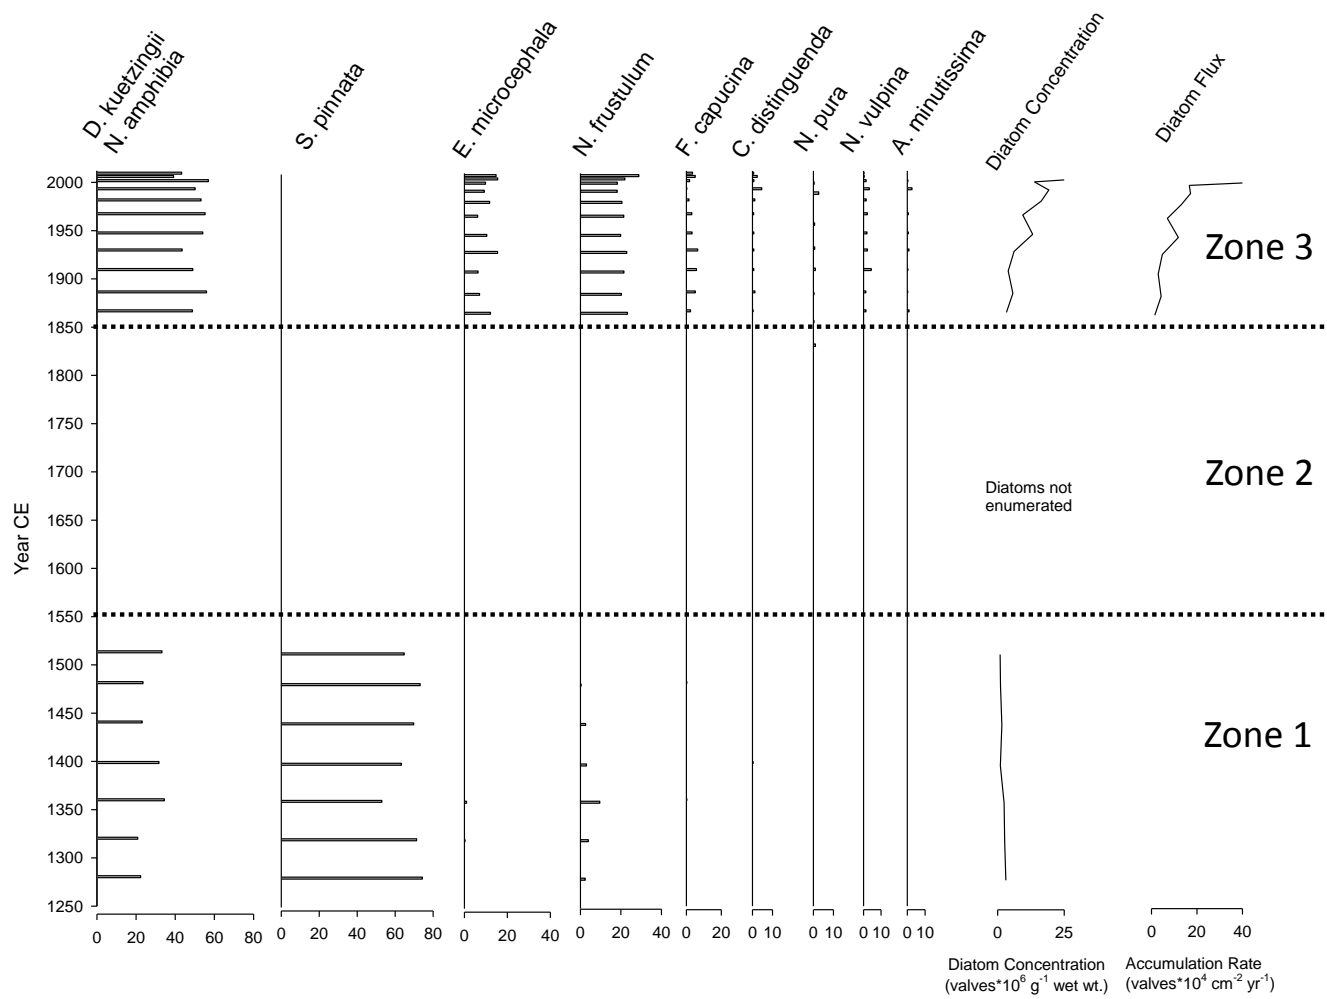 D. kuetzingii
N. amphibia
S. pinnata
E. microcephala
N. frustulum
F. capucina
C. distinguenda
N. pura
N. vulpina
A. minutissima
Diatom Concentration
Diatom Flux
Year CE
2000
1950
1900
1850
1800
1750
1700
1650
1600
1550
1500
1450
1400
1350
1300
1250
Zone 3
Zone 2
Diatoms not
enumerated
Zone 1
0 20 40 60 80
0 20 40 60 80
0 20 40
0 20 40
0 20
0 10
0 10
0 10
0 10
0 25
0 20 40
Diatom Concentration
(valves*10⁶ g⁻¹ wet wt.)
Accumulation Rate
(valves*10⁴ cm⁻² yr⁻¹)